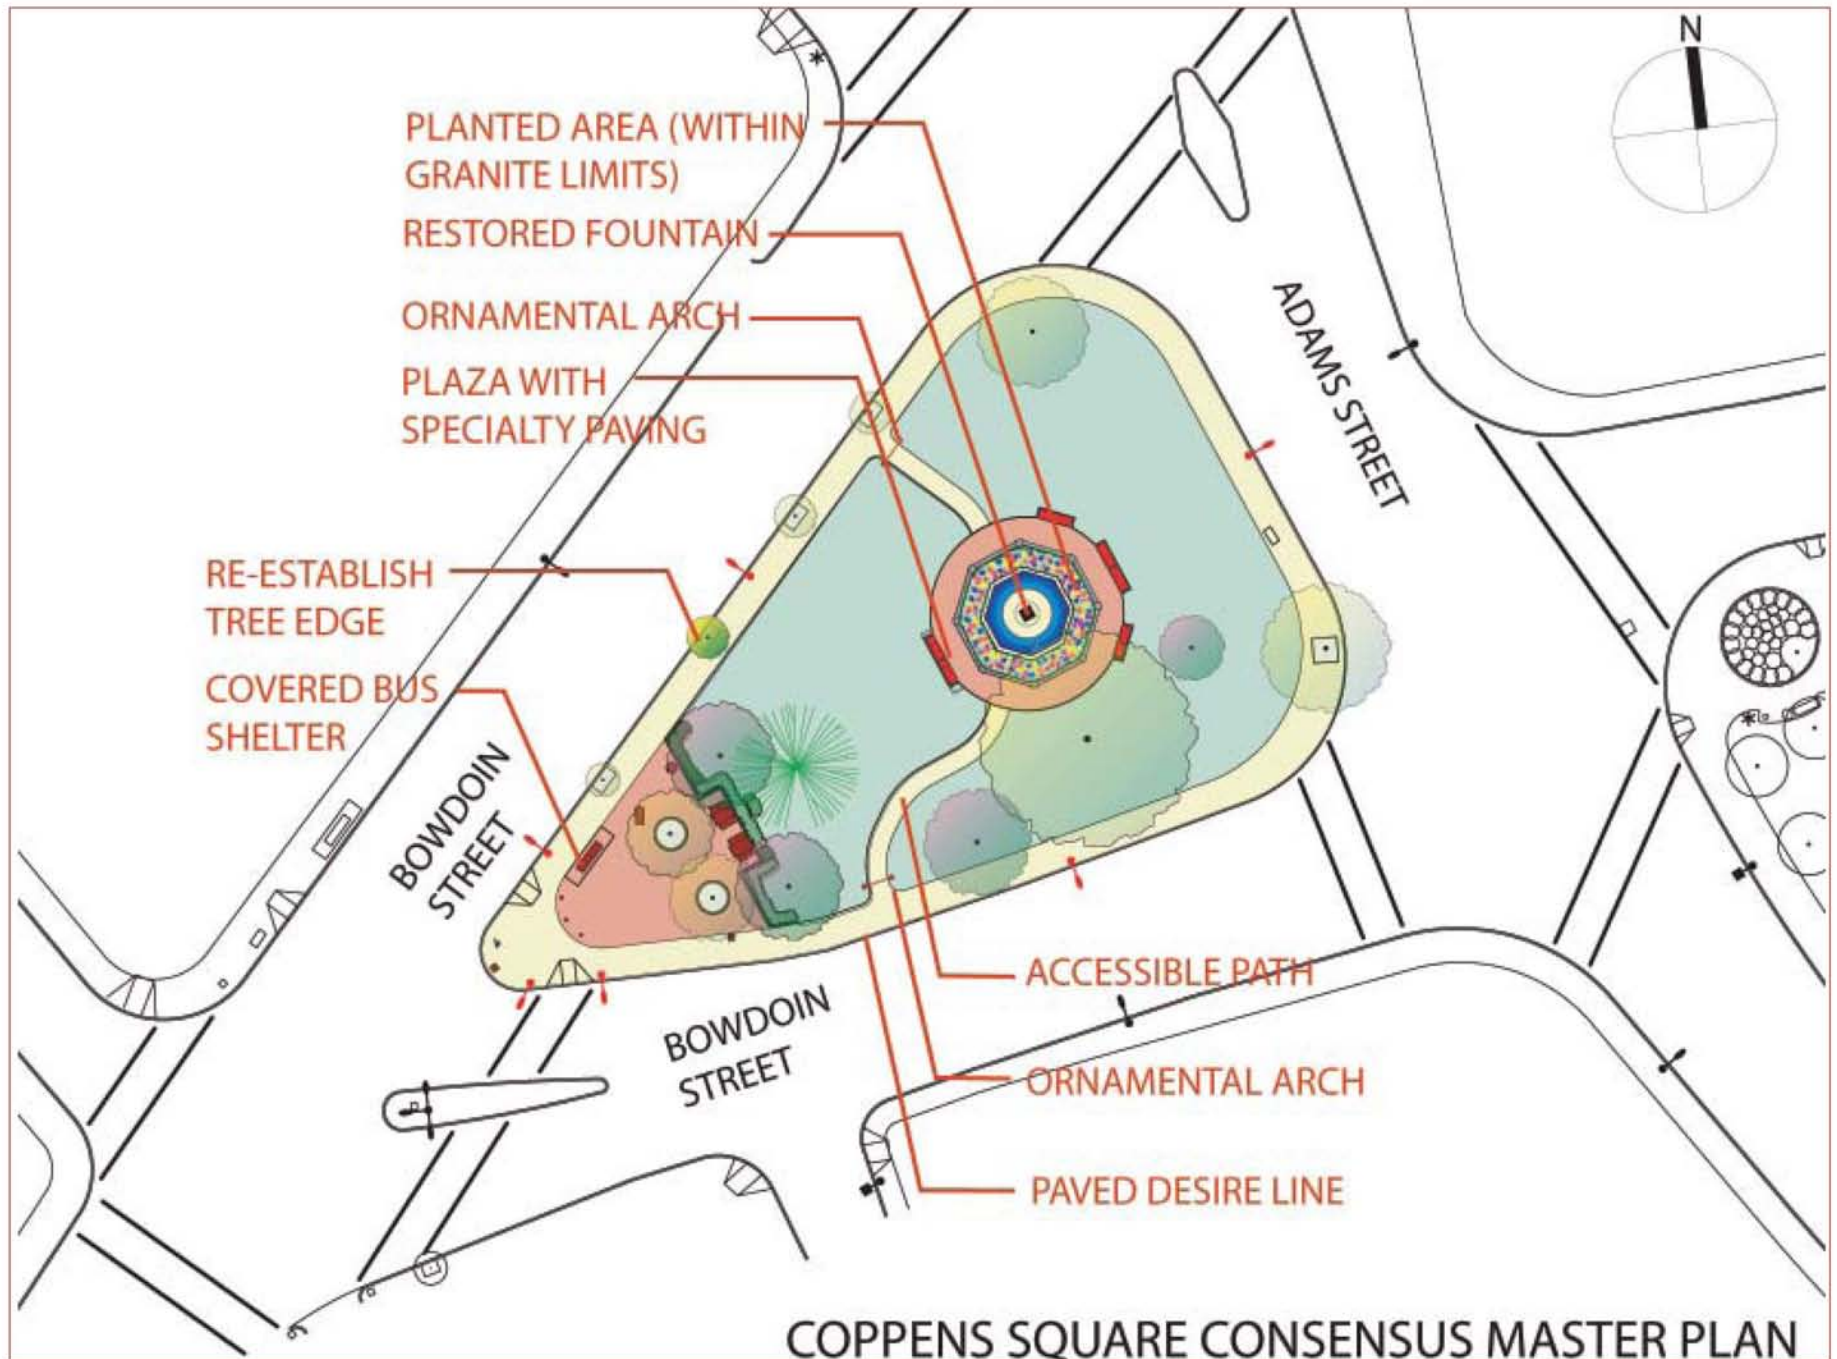 N
PLANTED AREA (WITHIN
GRANITE LIMITS)
RESTORED FOUNTAIN
ORNAMENTAL ARCH
PLAZA WITH
SPECIALTY PAVING
ADAMS STREET
RE-ESTABLISH
TREE EDGE
COVERED BUS
SHELTER
BOWDOIN
STREET
ACCESSIBLE PATH
BOWDOIN
STREET
ORNAMENTAL ARCH
PAVED DESIRE LINE
COPPENS SQUARE CONSENSUS MASTER PLAN